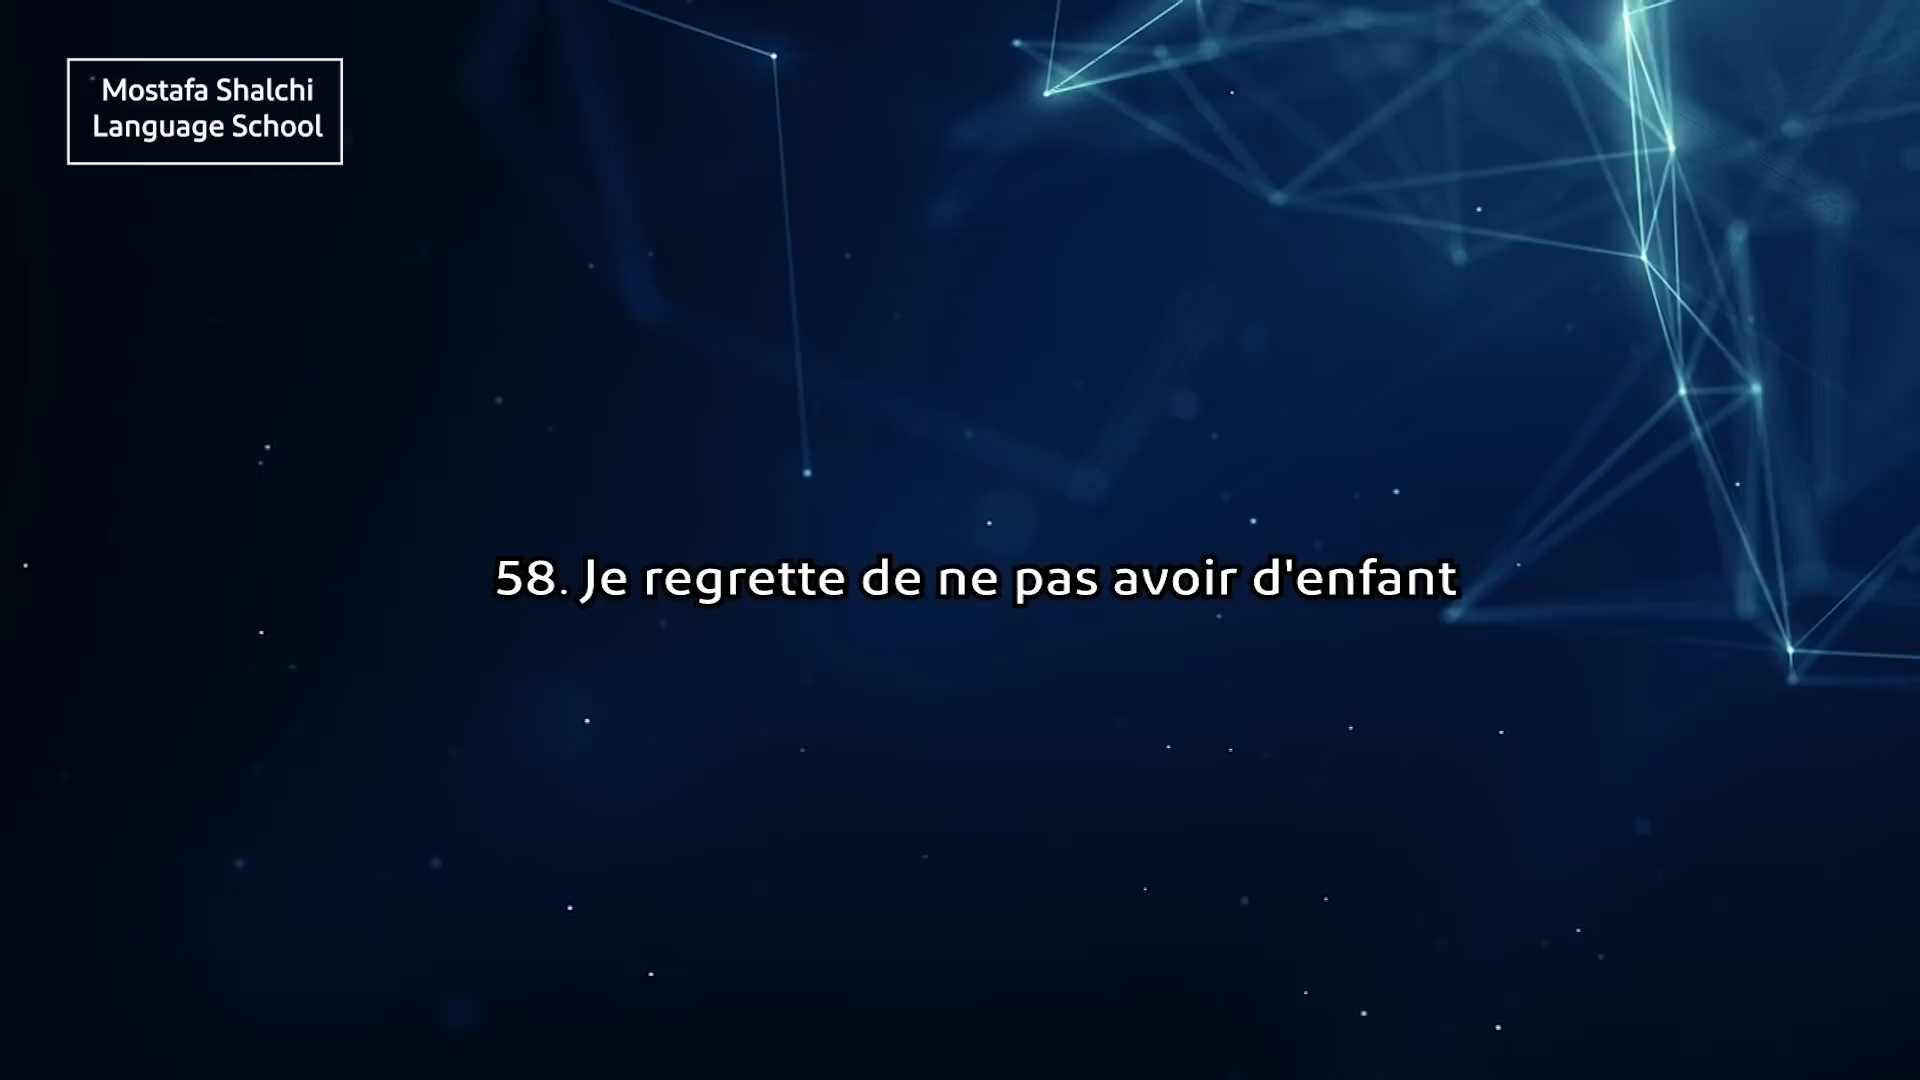 Mostafa Shalchi
Language School
58. Je regrette de ne pas avoir d'enfant